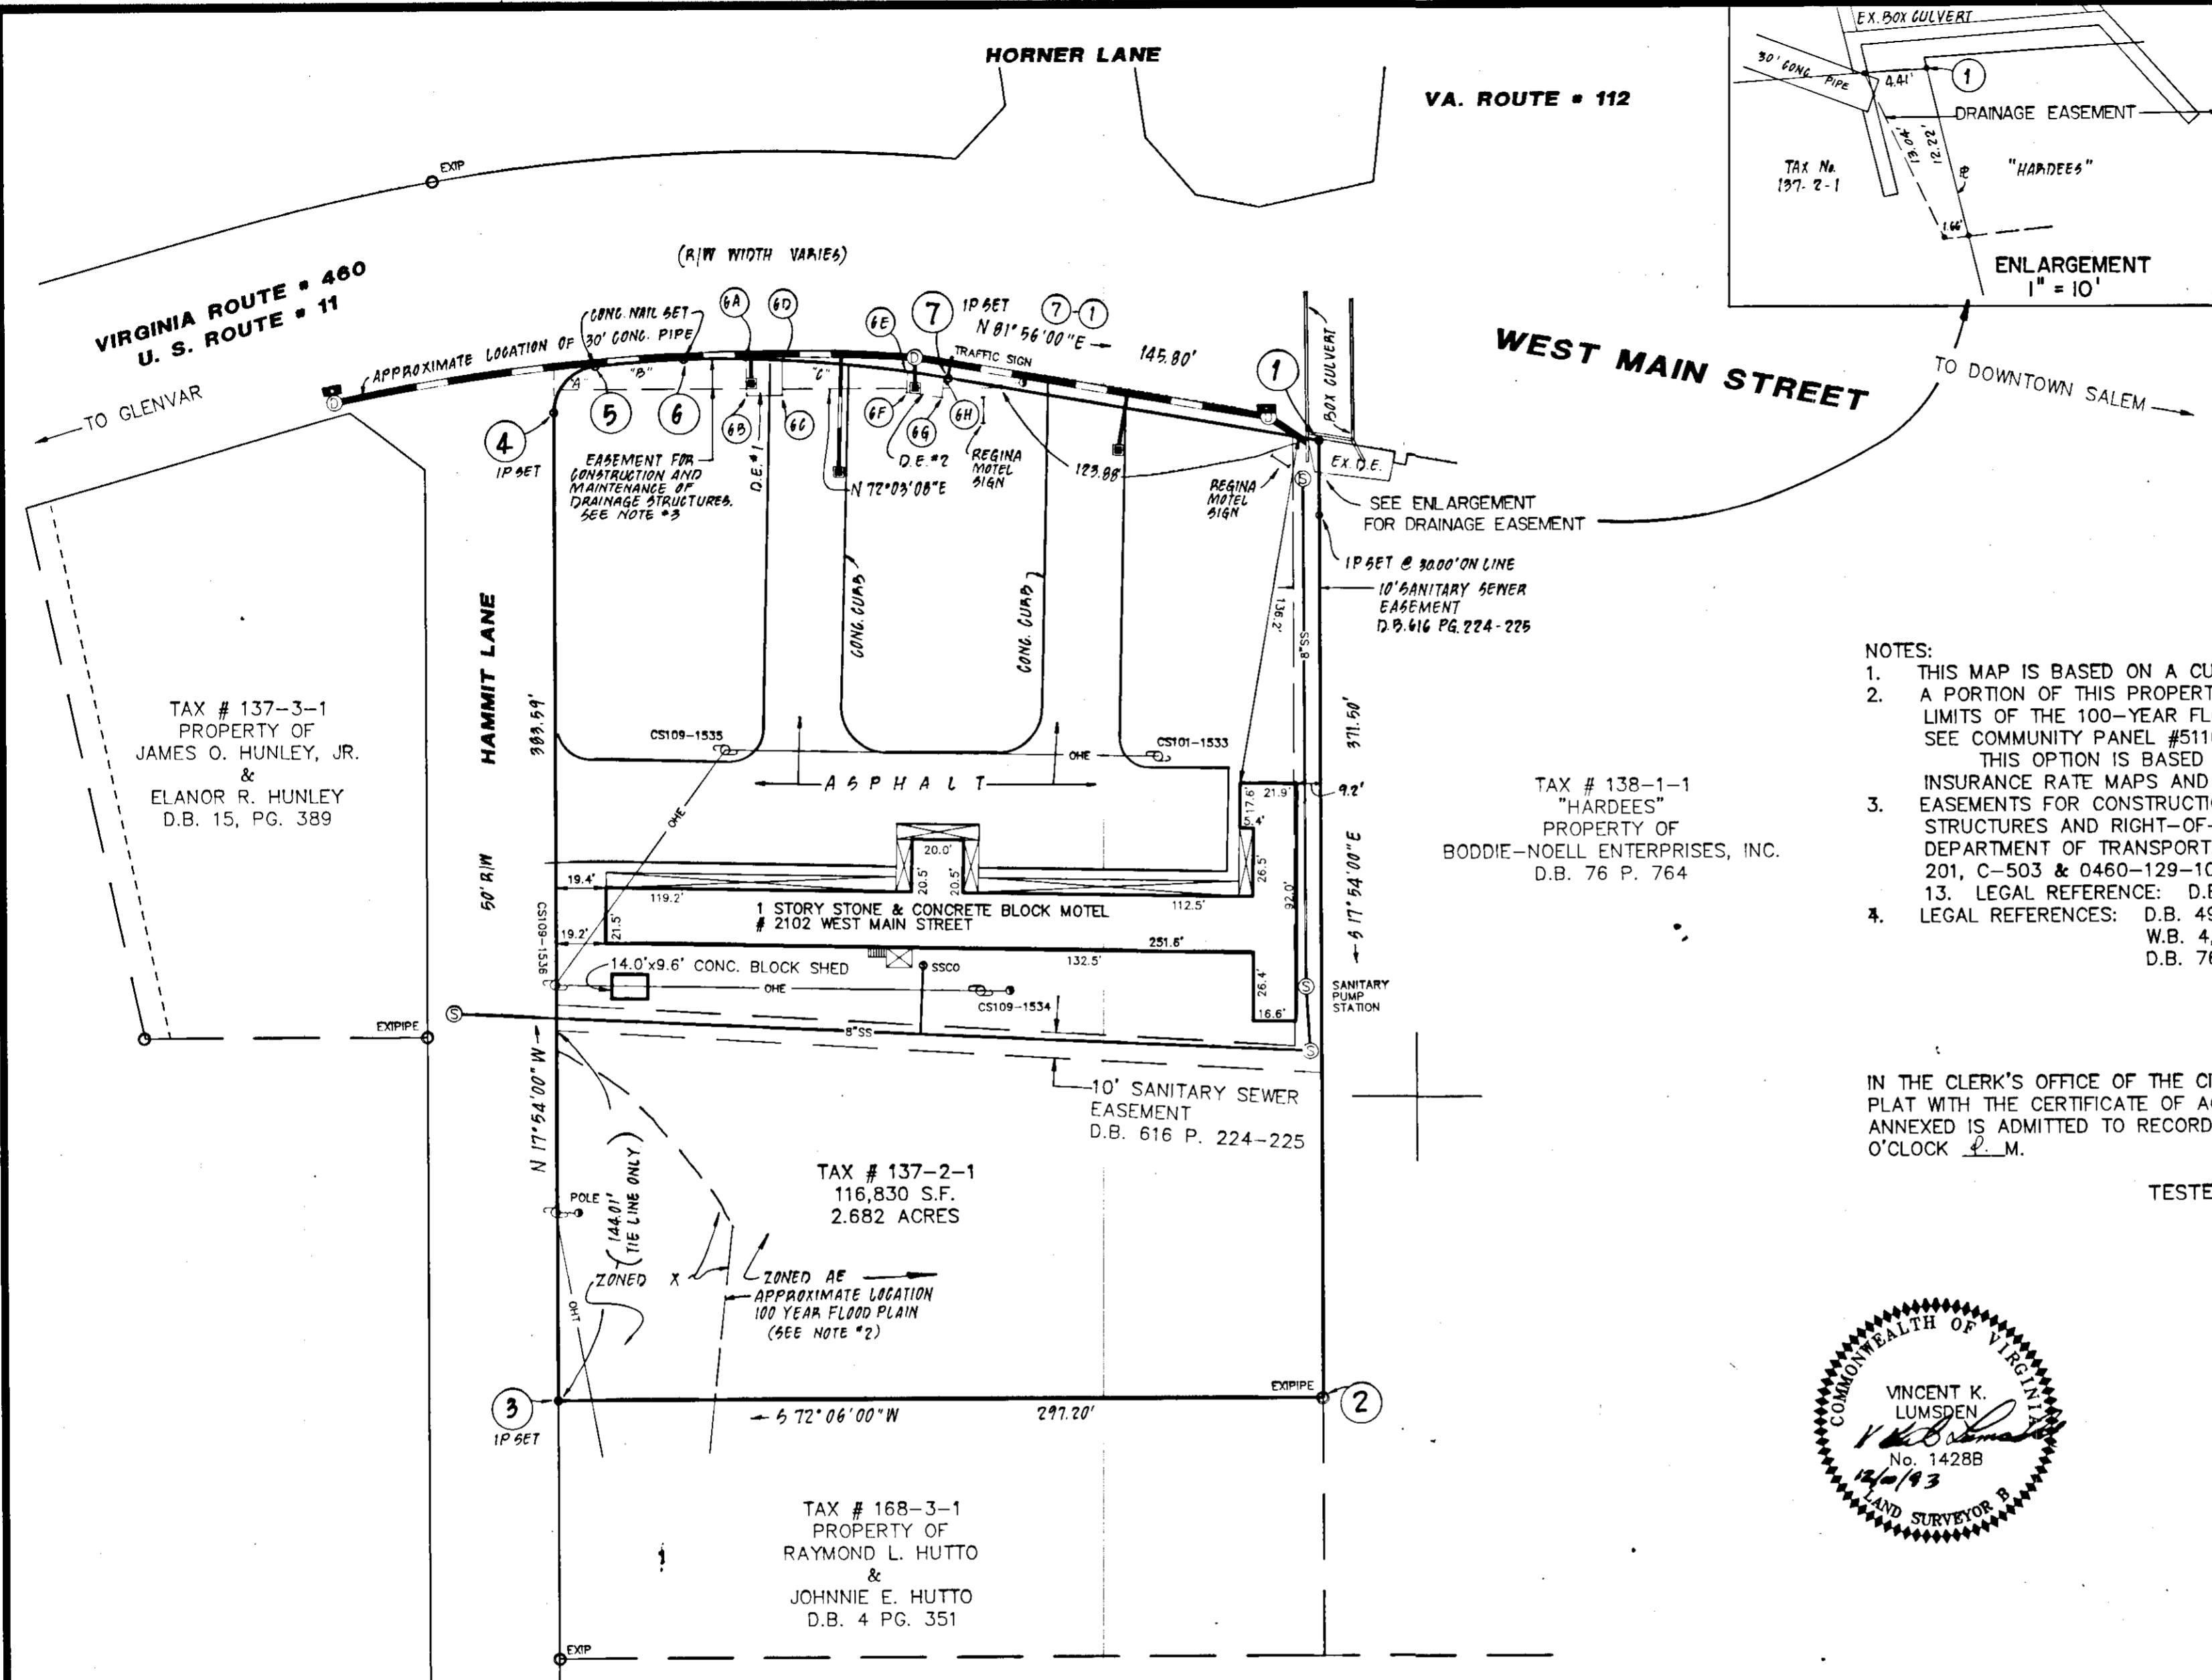 HORNER LANE
VA. ROUTE # 112
EX. BOX CULVERT
30' CONC. PIPE
4.41'
1
DRAINAGE EASEMENT
13.04'
12.22'
TAX No.
137-2-1
"HARDEES"
1.66'
ENLARGEMENT
1" = 10'
EXIP
(R/W WIDTH VARIES)
VIRGINIA ROUTE # 460
U. S. ROUTE # 11
TO GLENVAR
APPROXIMATE LOCATION OF 30' CONC. PIPE
CONC. NAIL SET
6A
6D
6E
7
IP SET
7-1
N 81°56'00"E
145.80'
TRAFFIC SIGN
BOX CULVERT
1
WEST MAIN STREET
TO DOWNTOWN SALEM
D
"A"
"B"
"C"
D
D
4
IP SET
5
6
6B
6C
6F
6G
6H
D.E. #1
D.E. #2
N 72°03'08"E
REGINA
MOTEL
SIGN
123.88'
REGINA
MOTEL
SIGN
EX. D.E.
S
EASEMENT FOR
CONSTRUCTION AND
MAINTENANCE OF
DRAINAGE STRUCTURES.
SEE NOTE #3
SEE ENLARGEMENT
FOR DRAINAGE EASEMENT
IP SET @ 30.00' ON LINE
10' SANITARY SEWER
EASEMENT
D.B. 616 PG. 224-225
CONC. CURB
CONC. CURB
136.2'
8"SS
HAMMIT LANE
383.59'
50' R/W
371.50'
S 17°54'00"E
TAX # 137-3-1
PROPERTY OF
JAMES O. HUNLEY, JR.
&
ELANOR R. HUNLEY
D.B. 15, PG. 389
CS109-1535
OHE
CS101-1533
OHE
ASPHALT
17.6'
21.9'
9.2'
5.4'
26.5'
92.0'
20.0'
20.5'
20.5'
19.4'
119.2'
112.5'
1 STORY STONE & CONCRETE BLOCK MOTEL
# 2102 WEST MAIN STREET
21.5'
19.2'
251.6'
132.5'
26.4'
16.6'
CS109-1536
14.0'x9.6' CONC. BLOCK SHED
SSCO
OHE
CS109-1534
S
SANITARY
PUMP
STATION
S
8"SS
S
EXIPIPE
TAX # 138-1-1
"HARDEES"
PROPERTY OF
BODDIE-NOELL ENTERPRISES, INC.
D.B. 76 P. 764
NOTES:
1. THIS MAP IS BASED ON A CU
2. A PORTION OF THIS PROPERT
LIMITS OF THE 100-YEAR FL
SEE COMMUNITY PANEL #511
THIS OPTION IS BASED
INSURANCE RATE MAPS AND
3. EASEMENTS FOR CONSTRUCTI
STRUCTURES AND RIGHT-OF-
DEPARTMENT OF TRANSPORT
201, C-503 & 0460-129-10
13. LEGAL REFERENCE: D.B
4. LEGAL REFERENCES: D.B. 49
W.B. 4,
D.B. 76
N 17°54'00"W
10' SANITARY SEWER
EASEMENT
D.B. 616 P. 224-225
IN THE CLERK'S OFFICE OF THE CI
PLAT WITH THE CERTIFICATE OF A
ANNEXED IS ADMITTED TO RECORD
O'CLOCK P. M.
TESTE
TAX # 137-2-1
116,830 S.F.
2.682 ACRES
POLE
(144.01')
(TIE LINE ONLY)
OHT
ZONED X
ZONED AE
APPROXIMATE LOCATION
100 YEAR FLOOD PLAIN
(SEE NOTE #2)
3
IP SET
S 72°06'00"W
297.20'
EXIPIPE
2
COMMONWEALTH OF VIRGINIA
VINCENT K.
LUMSDEN
No. 1428B
LAND SURVEYOR B
TAX # 168-3-1
PROPERTY OF
RAYMOND L. HUTTO
&
JOHNNIE E. HUTTO
D.B. 4 PG. 351
EXIP